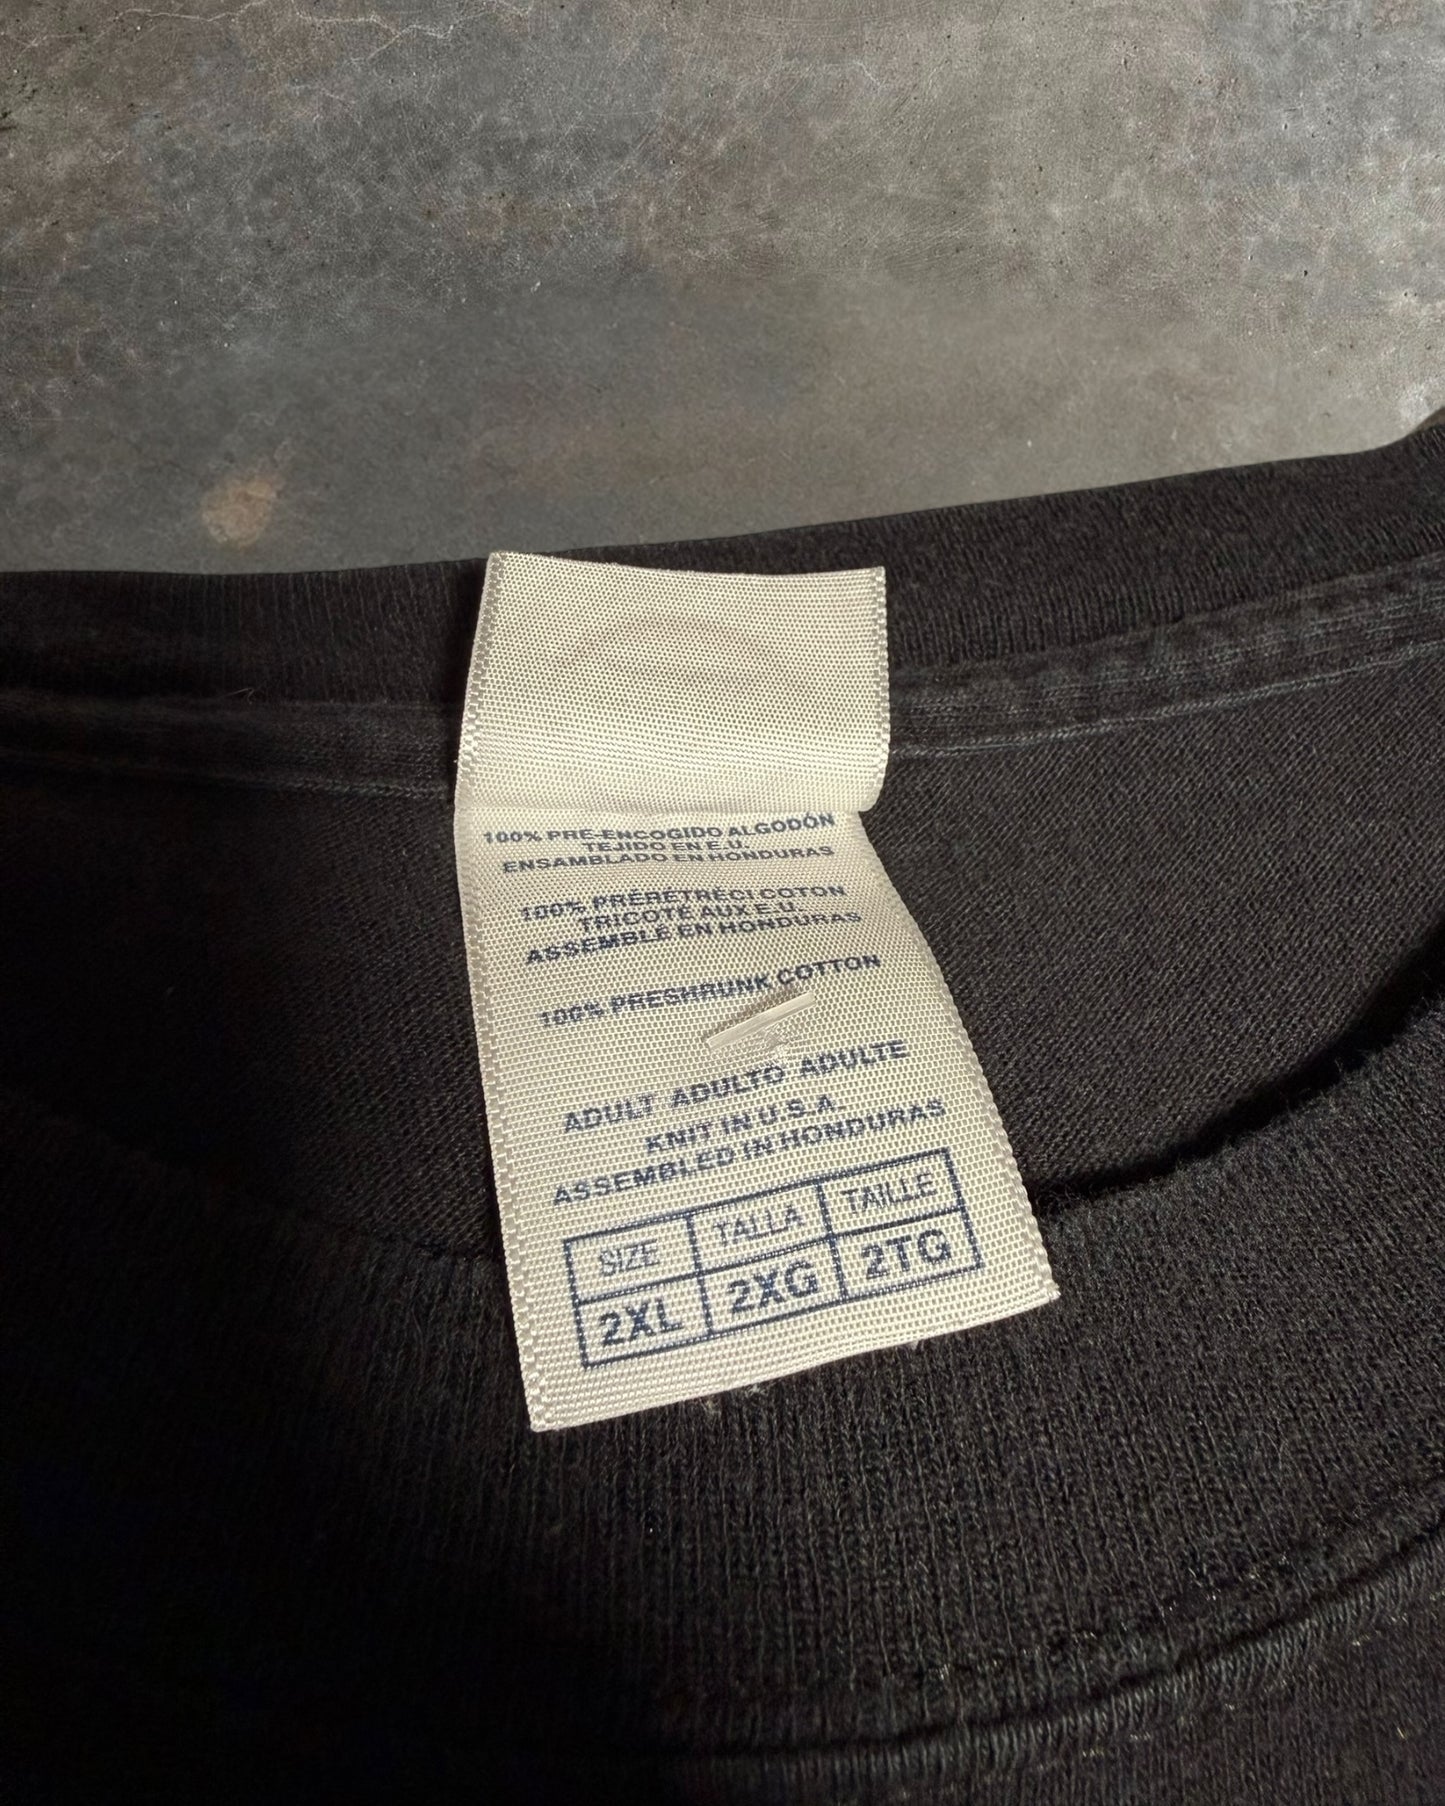 100% PRE-ENCOGIDO ALGODÓN
TEJIDO EN E.U.
ENSAMBLADO EN HONDURAS
100% PRÉRÉTRÉCI COTON
TRICOTÉ AUX E.U.
ASSEMBLÉ EN HONDURAS
100% PRESHRUNK COTTON
ADULT ADULTO ADULTE
KNIT IN U.S.A.
ASSEMBLED IN HONDURAS
SIZE TALLA TAILLE
2XL 2XG 2TG